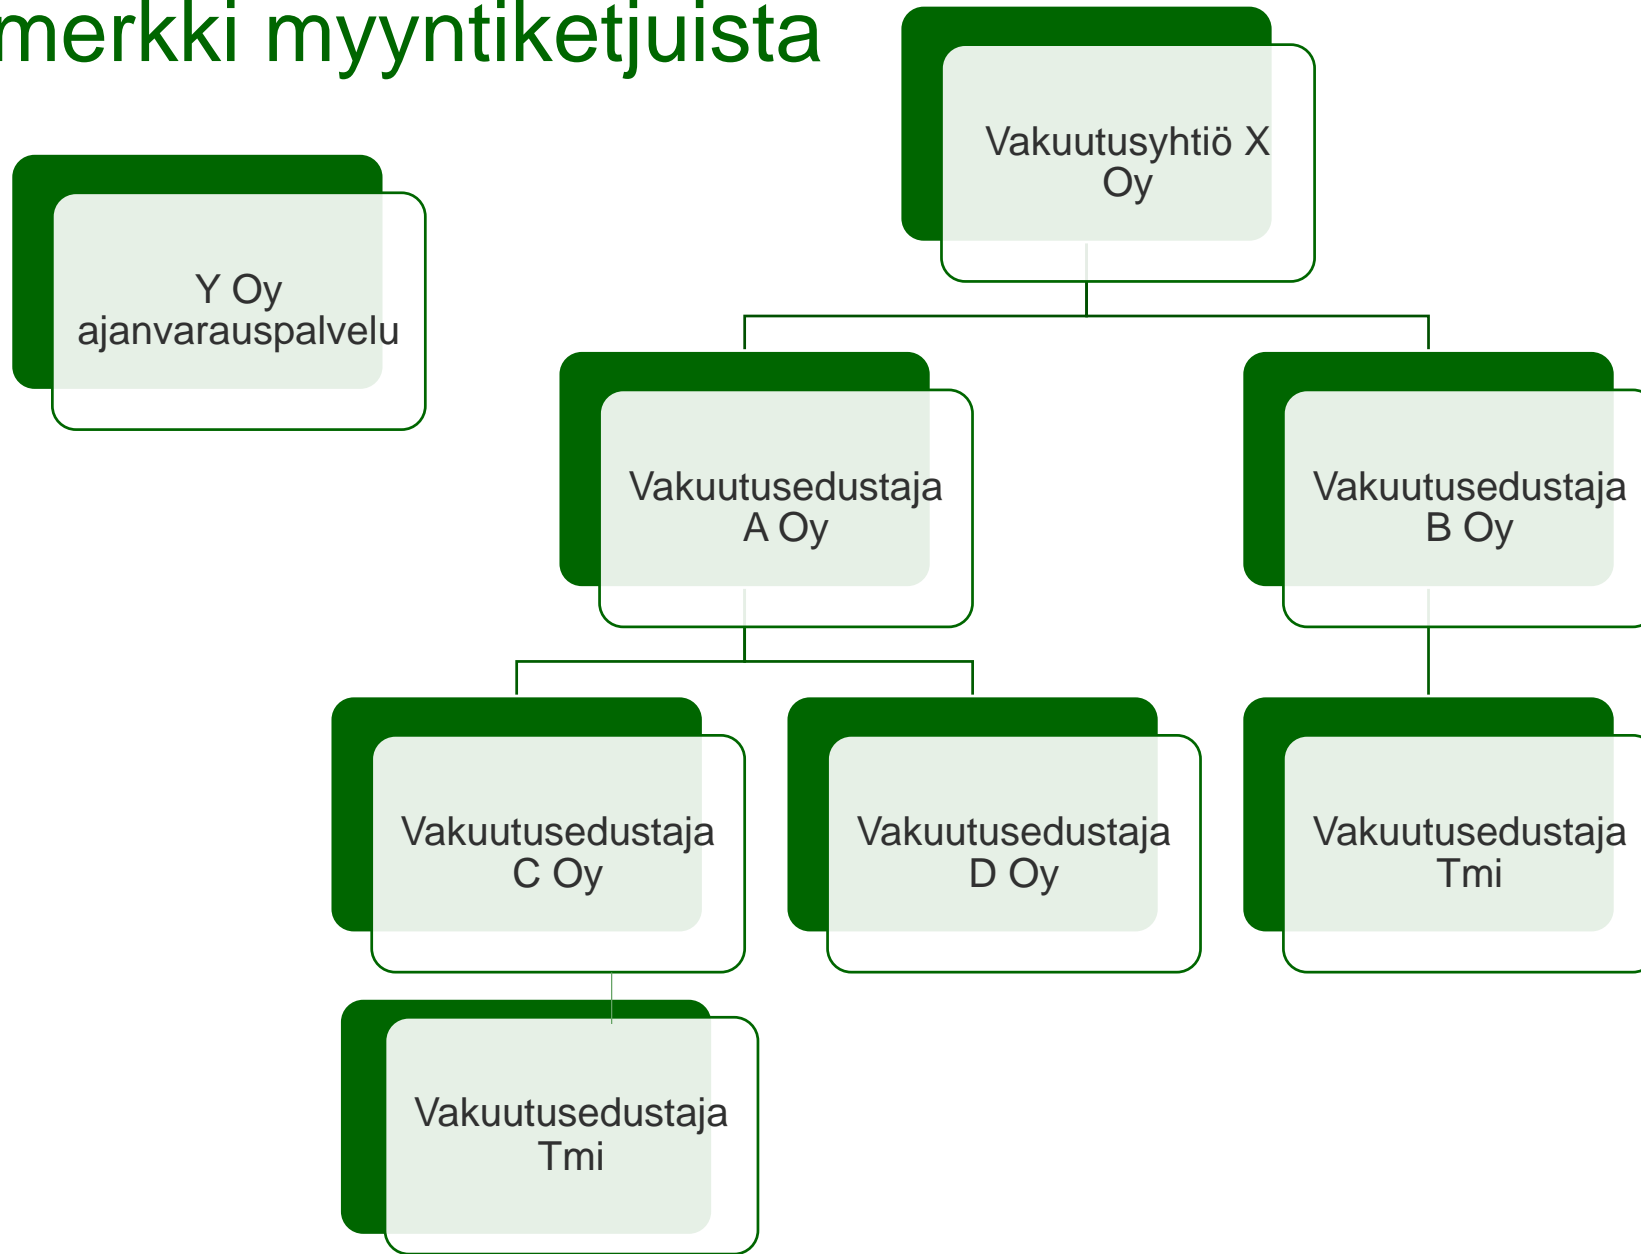 merkki myyntiketjuista
Vakuutusyhtiö X
Oy
Y Oy
ajanvarauspalvelu
Vakuutusedustaja
A Oy
Vakuutusedustaja
B Oy
Vakuutusedustaja
C Oy
Vakuutusedustaja
D Oy
Vakuutusedustaja
Tmi
Vakuutusedustaja
Tmi